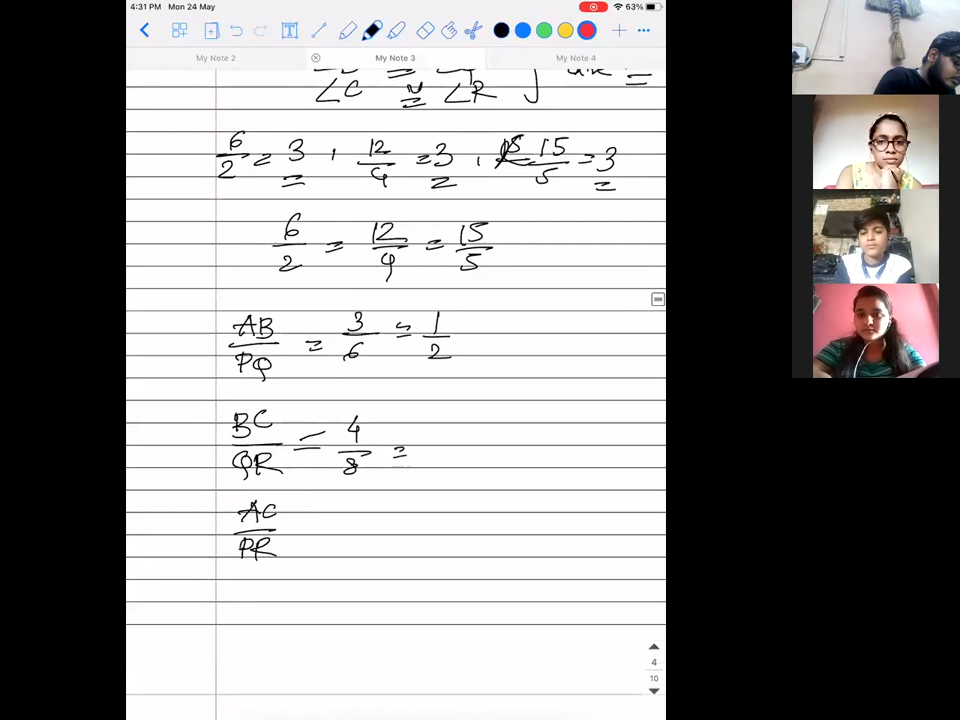 4:31 PM Mon 24 May 63%
My Note 2 My Note 3 My Note 4
∠C ≅ ∠R
6/2 = 3, 12/4 = 3, 15/5 = 3
6/2 = 12/4 = 15/5
AB/PQ = 3/6 = 1/2
BC/QR = 4/8 =
AC/PR
4
10